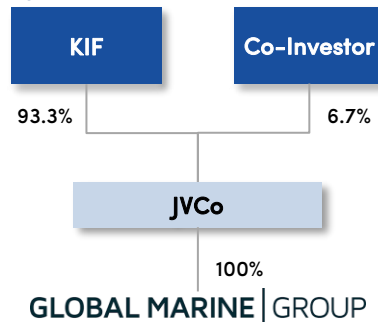 KIF
Co-Investor
93.3%
6.7%
JVCo
100%
GLOBAL MARINE GROUP